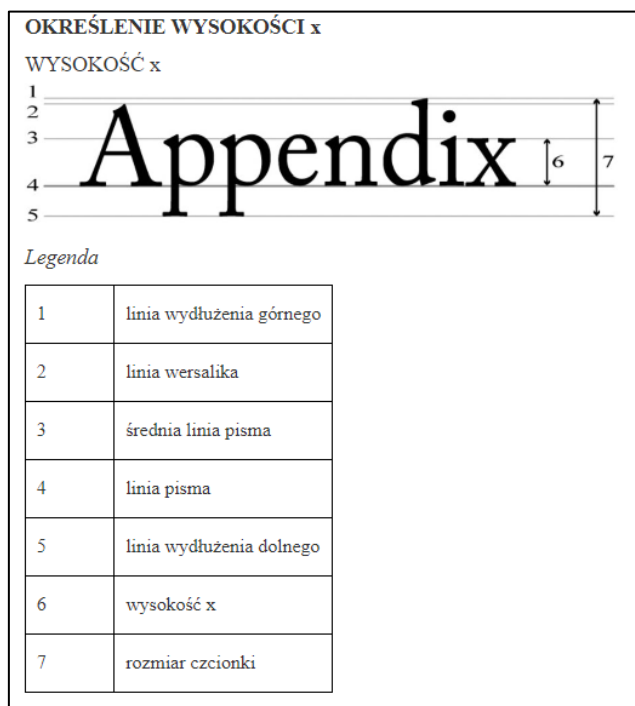 OKREŚLENIE WYSOKOŚCI x
WYSOKOŚĆ x
1
2
3
4
5
Appendix
6
7
Legenda
1 linia wydłużenia górnego
2 linia wersalika
3 średnia linia pisma
4 linia pisma
5 linia wydłużenia dolnego
6 wysokość x
7 rozmiar czcionki